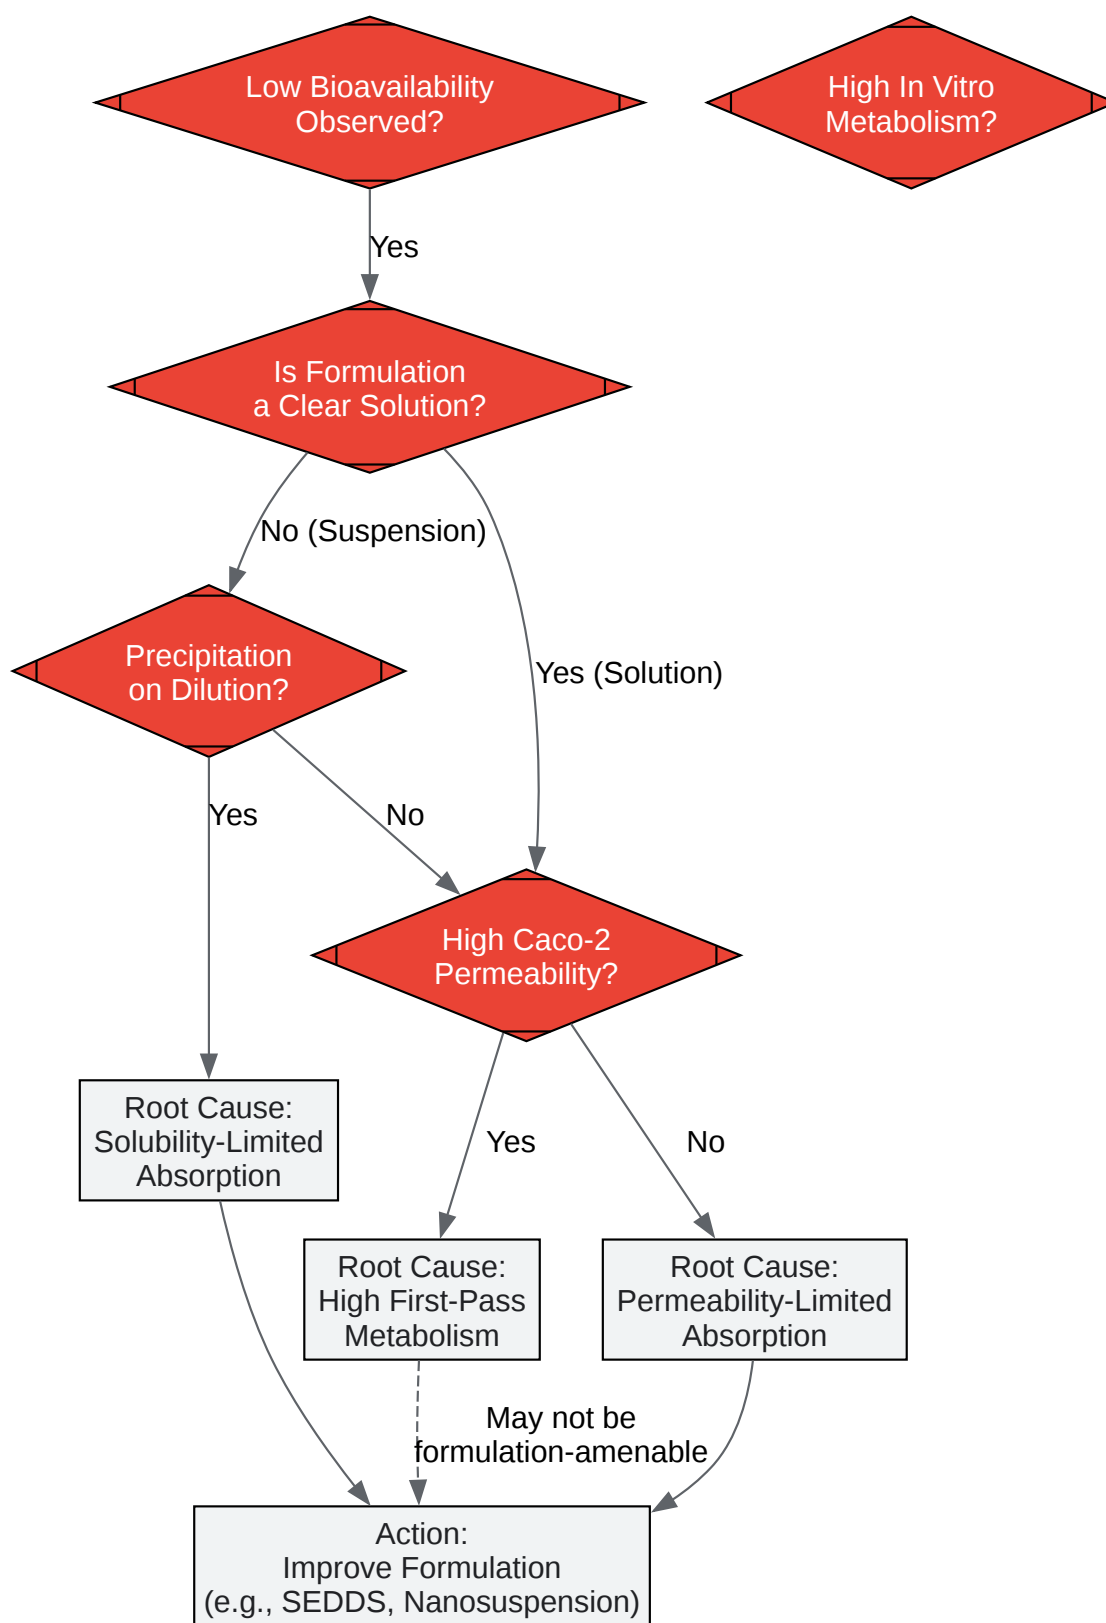 Low Bioavailability
Observed?
High In Vitro
Metabolism?
Yes
Is Formulation
a Clear Solution?
No (Suspension)
Precipitation
on Dilution?
Yes (Solution)
Yes
No
High Caco-2
Permeability?
Root Cause:
Solubility-Limited
Absorption
Yes
No
Root Cause:
High First-Pass
Metabolism
Root Cause:
Permeability-Limited
Absorption
May not be
formulation-amenable
Action:
Improve Formulation
(e.g., SEDDS, Nanosuspension)